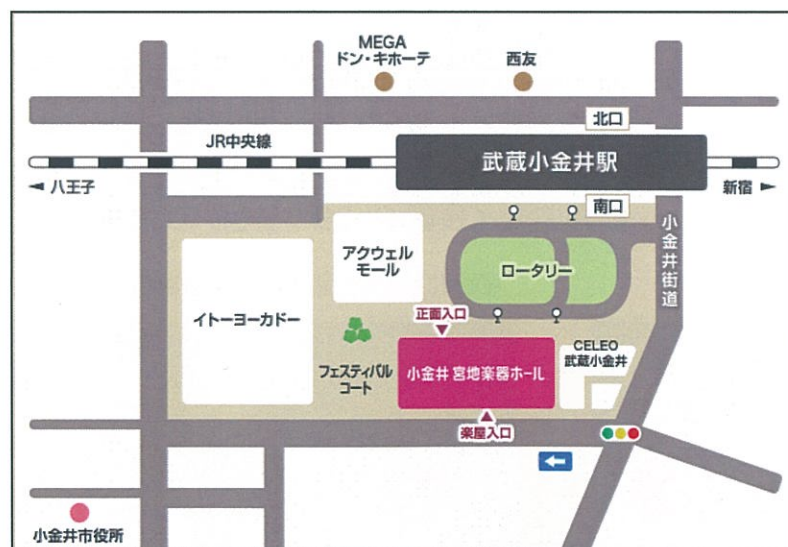 MEGA
ドン・キホーテ
西友
北口
JR中央線
武蔵小金井駅
八王子
新宿
南口
小金井街道
アクウェル
モール
ロータリー
イトーヨーカドー
正面入口
CELEO
武蔵小金井
フェスティバル
コート
小金井 宮地楽器ホール
楽屋入口
小金井市役所